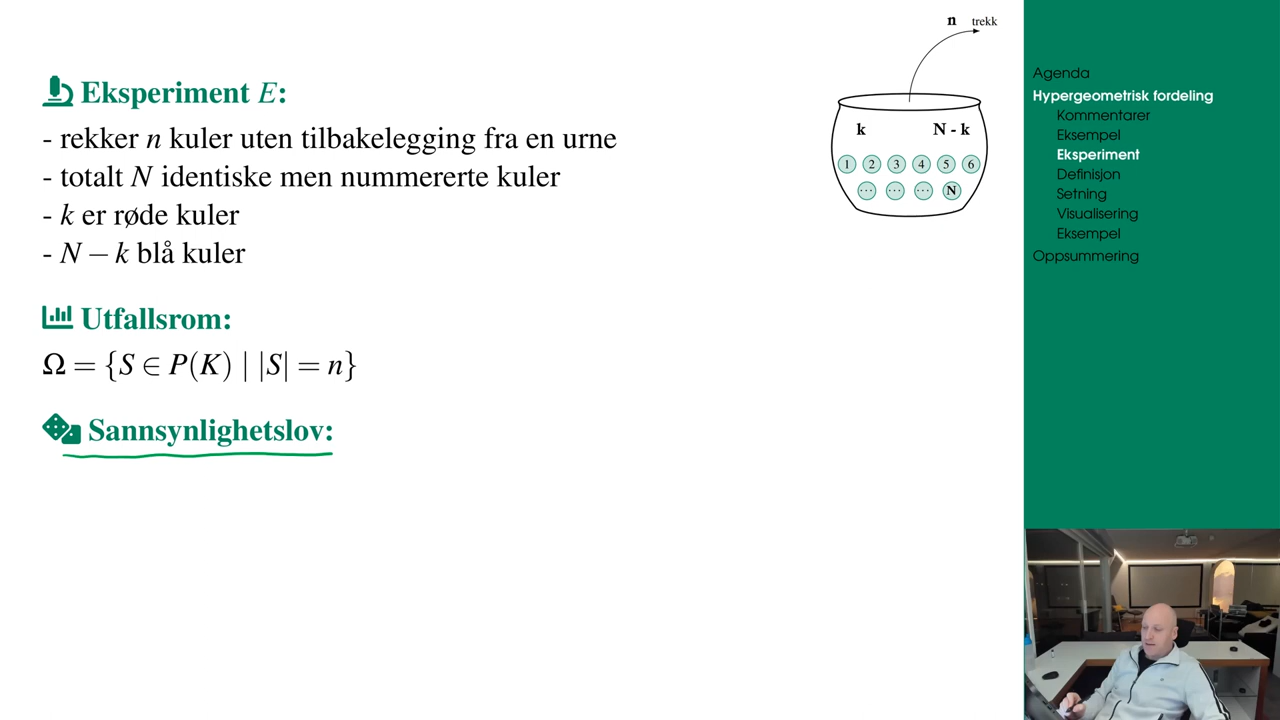 n trekk
Eksperiment E:
- rekker n kuler uten tilbakelegging fra en urne
- totalt N identiske men nummererte kuler
- k er røde kuler
- N − k blå kuler
k N - k
1 2 3 4 5 6
... ... ... N
Utfallsrom:
Ω = {S ∈ P(K) | |S| = n}
Sannsynlighetslov:
Agenda
Hypergeometrisk fordeling
Kommentarer
Eksempel
Eksperiment
Definisjon
Setning
Visualisering
Eksempel
Oppsummering